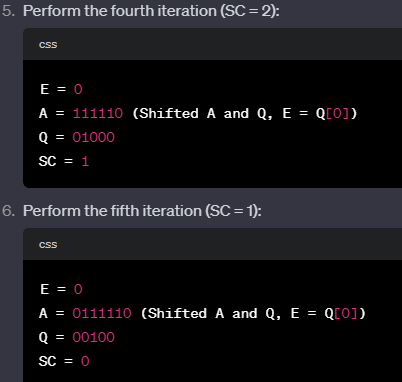 5. Perform the fourth iteration (SC = 2):
css
E = 0
A = 111110 (Shifted A and Q, E = Q[0])
Q = 01000
SC = 1
6. Perform the fifth iteration (SC = 1):
css
E = 0
A = 0111110 (Shifted A and Q, E = Q[0])
Q = 00100
SC = 0